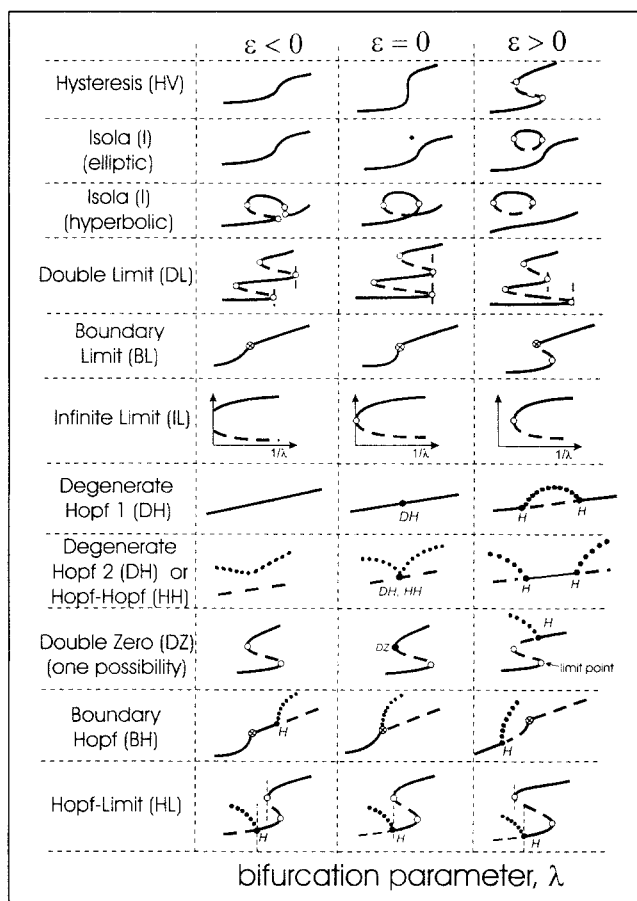 ε < 0 ε = 0 ε > 0
Hysteresis (HV)
Isola (I)
(elliptic)
Isola (I)
(hyperbolic)
Double Limit (DL)
Boundary
Limit (BL)
Infinite Limit (IL)
1/λ 1/λ 1/λ
Degenerate
Hopf 1 (DH)
DH H H
Degenerate
Hopf 2 (DH) or
Hopf-Hopf (HH)
DH, HH H H
Double Zero (DZ)
(one possibility)
DZ H
limit point
Boundary
Hopf (BH)
H H
Hopf-Limit (HL)
H H H
bifurcation parameter, λ